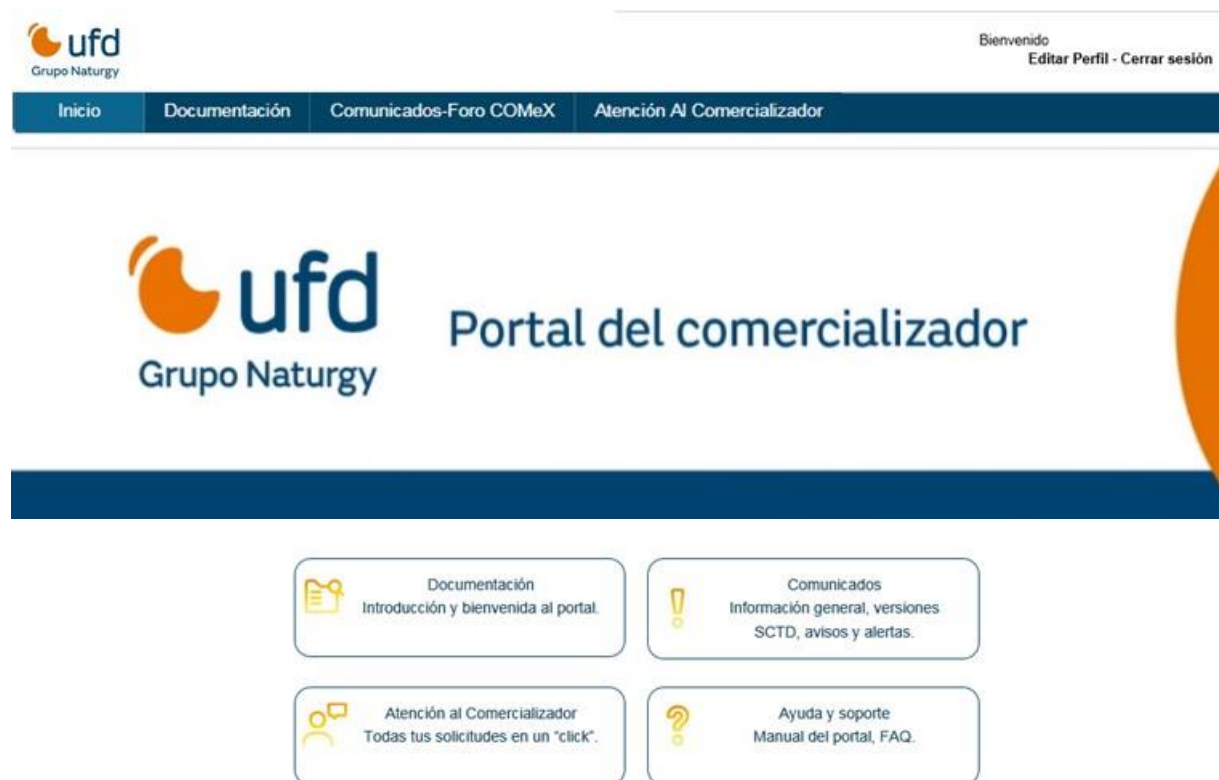 ufd
Grupo Naturgy
Bienvenido
Editar Perfil - Cerrar sesión
Inicio
Documentación
Comunicados-Foro COMeX
Atención Al Comercializador
ufd
Grupo Naturgy
Portal del comercializador
Documentación
Introducción y bienvenida al portal.
Comunicados
Información general, versiones
SCTD, avisos y alertas.
Atención al Comercializador
Todas tus solicitudes en un "click".
Ayuda y soporte
Manual del portal, FAQ.